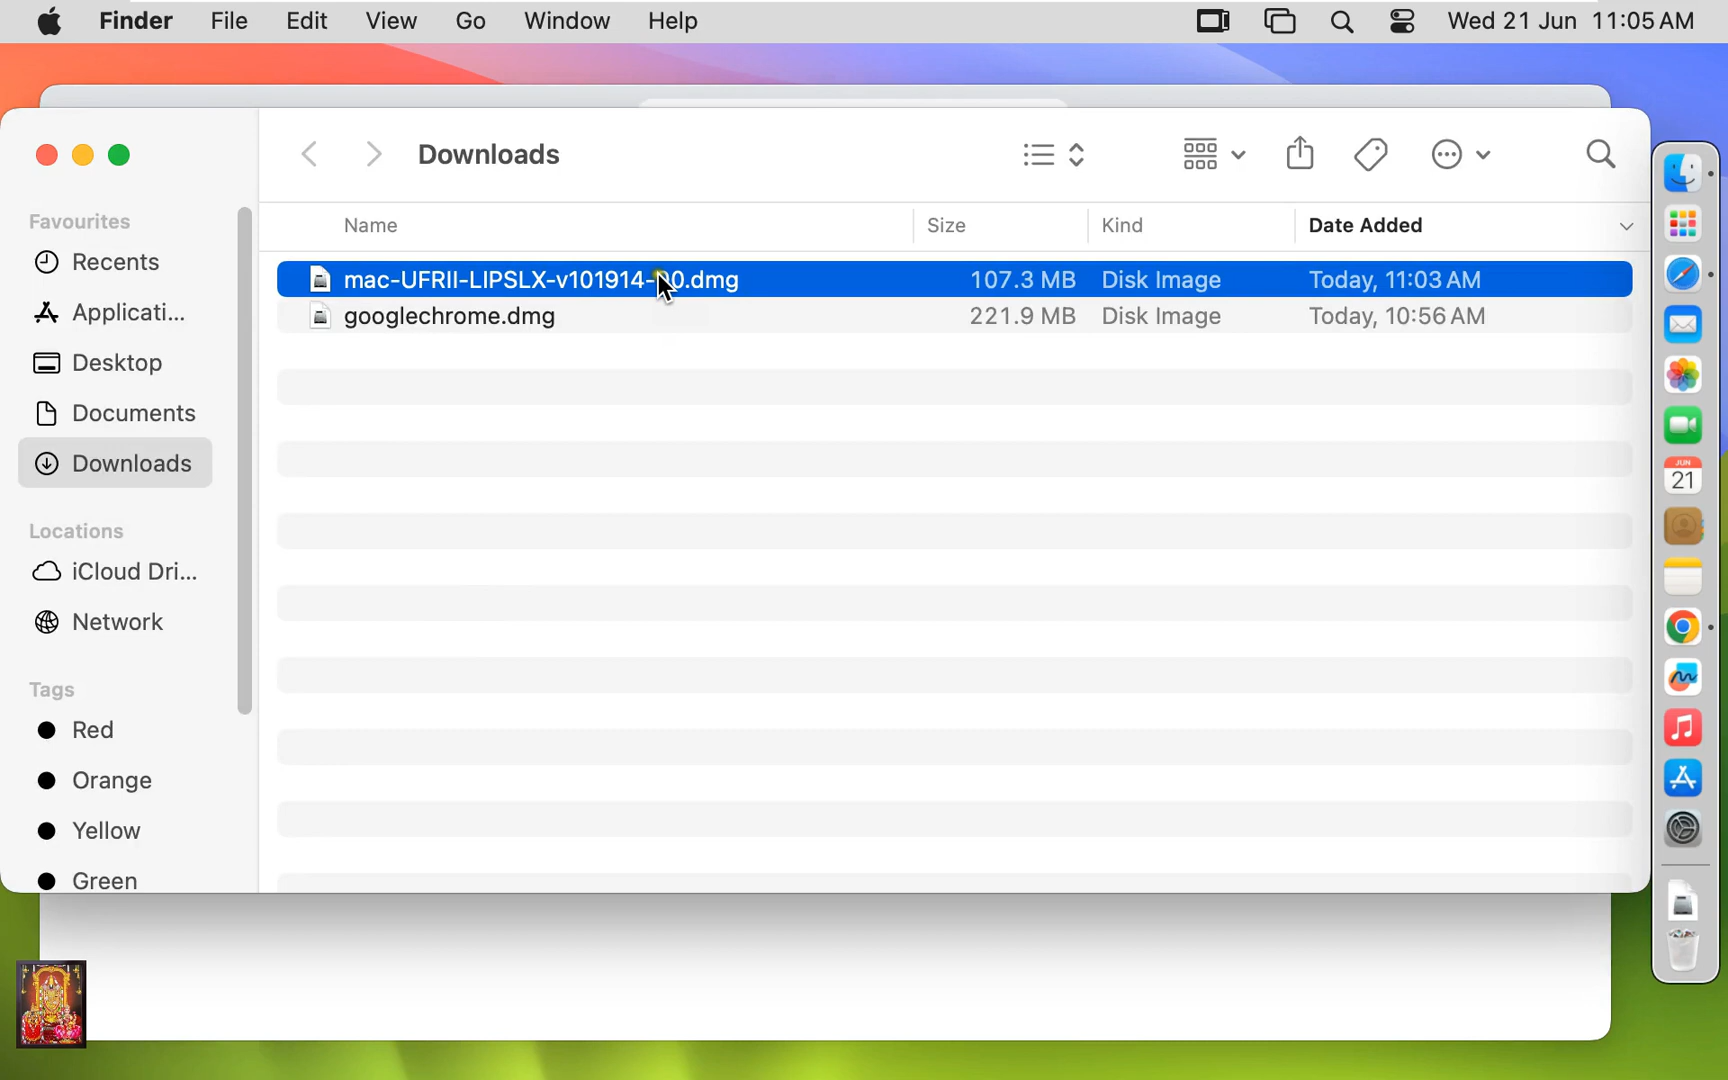 Finder File Edit View Go Window Help Wed 21 Jun 11:05 AM
Downloads
Favourites
Recents
Applicati...
Desktop
Documents
Downloads
Locations
iCloud Dri...
Network
Tags
Red
Orange
Yellow
Green
Name Size Kind Date Added
mac-UFRII-LIPSLX-v101914-00.dmg 107.3 MB Disk Image Today, 11:03 AM
googlechrome.dmg 221.9 MB Disk Image Today, 10:56 AM
JUN
21